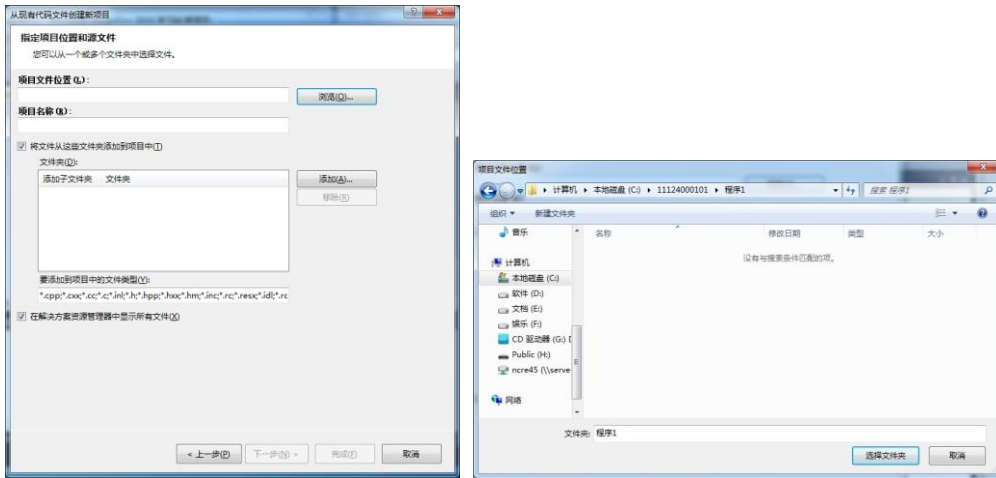 从现有代码文件创建新项目
指定项目位置和源文件
您可以从一个或多个文件夹中选择文件。
项目文件位置(L):
浏览(O)...
项目名称(R):
将文件从这些文件夹添加到项目中(T)
文件夹(D):
添加子文件夹 文件夹
添加(A)...
移除(R)
要添加到项目中的文件类型(Y):
*.cpp;*.cxx;*.cc;*.c;*.inl;*.h;*.hpp;*.hxx;*.hm;*.inc;*.rc;*.resx;*.idl;*.rc
在解决方案资源管理器中显示所有文件(X)
< 上一步(P)
下一步(N) >
完成(F)
取消
项目文件位置
计算机 本地磁盘 (C:) 11124000101 程序1
搜索 程序1
组织 新建文件夹
音乐
名称 修改日期 类型 大小
没有与搜索条件匹配的项。
计算机
本地磁盘 (C:)
软件 (D:)
文档 (E:)
娱乐 (F:)
CD 驱动器 (G:) D
Public (H:)
ncre45 (\\serve
网络
文件夹: 程序1
选择文件夹
取消